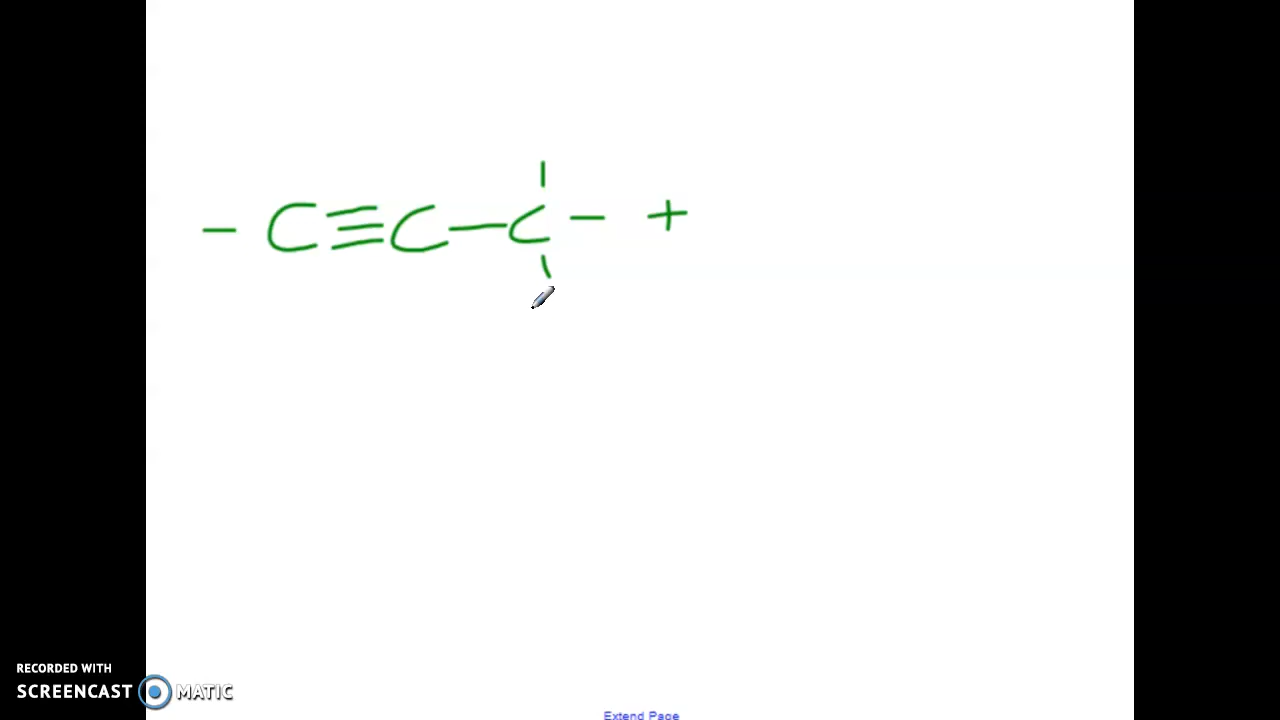 - C≡C-C- +
Extend Page
RECORDED WITH
SCREENCAST MATIC